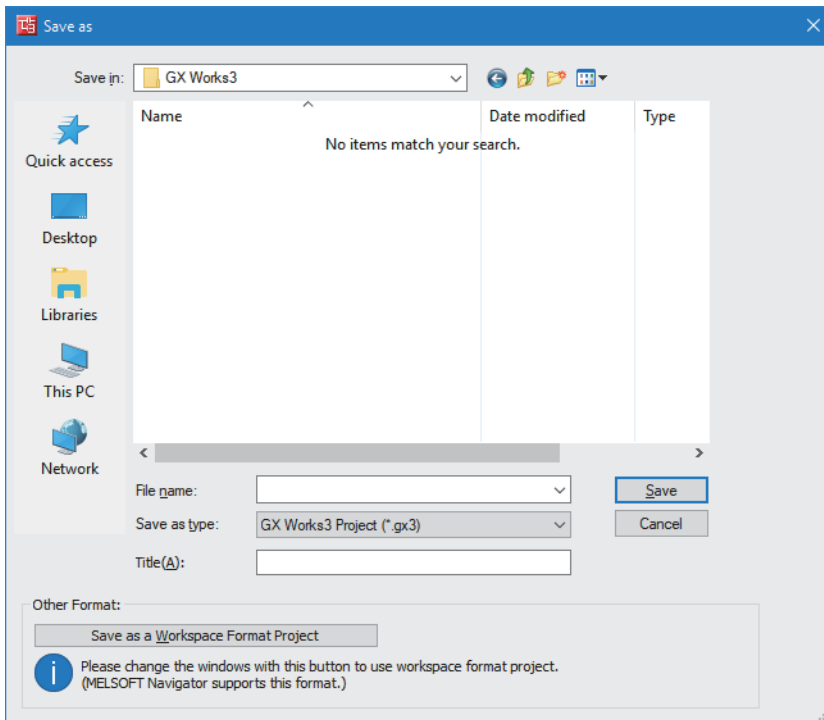 Save as
Save in:
GX Works3
Name
Date modified
Type
No items match your search.
Quick access
Desktop
Libraries
This PC
Network
File name:
Save
Save as type:
GX Works3 Project (*.gx3)
Cancel
Title(A):
Other Format:
Save as a Workspace Format Project
Please change the windows with this button to use workspace format project.
(MELSOFT Navigator supports this format.)